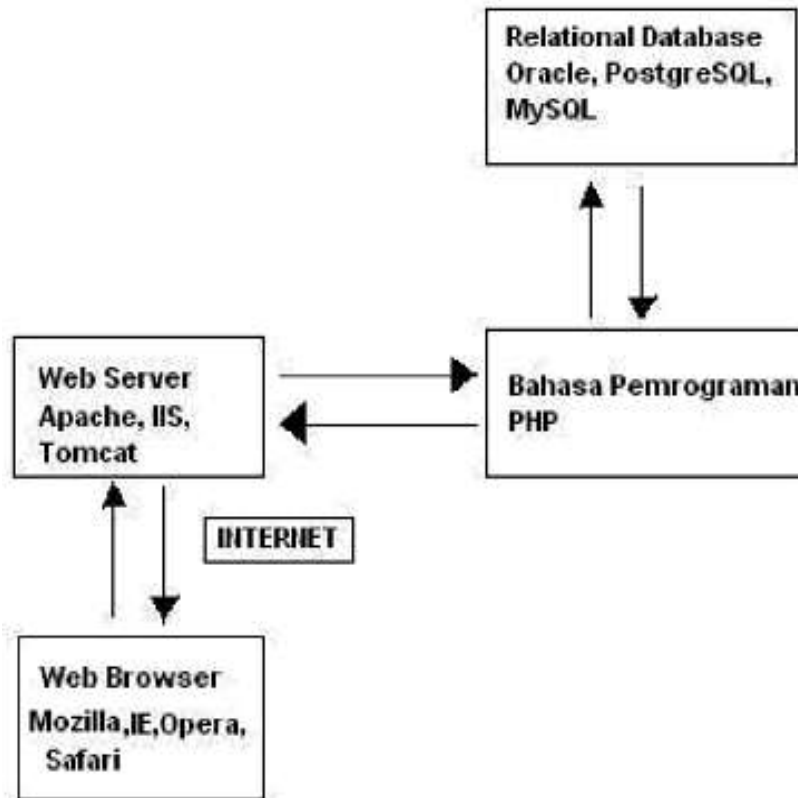 Relational Database
Oracle, PostgreSQL,
MySQL
Web Server
Apache, IIS,
Tomcat
Bahasa Pemrograman
PHP
INTERNET
Web Browser
Mozilla,IE,Opera,
Safari